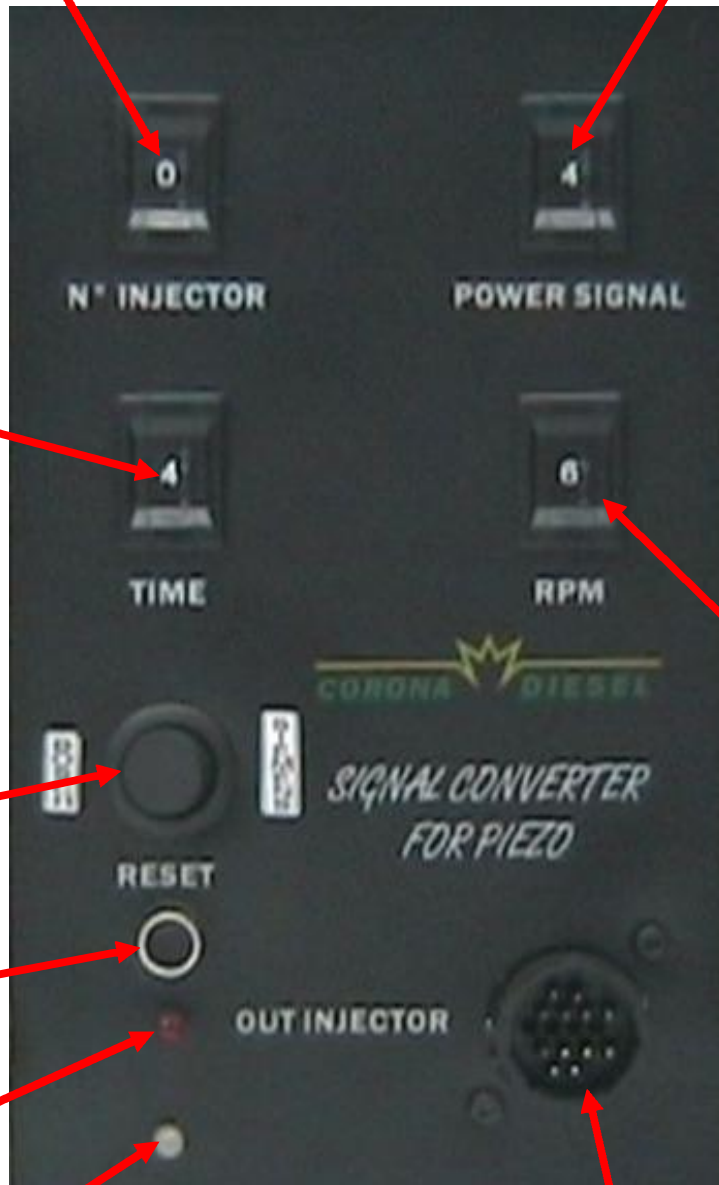 0
4
N° INJECTOR
POWER SIGNAL
4
6
TIME
RPM
CORONA DIESEL
SIGNAL CONVERTER
FOR PIEZO
RESET
OUT INJECTOR